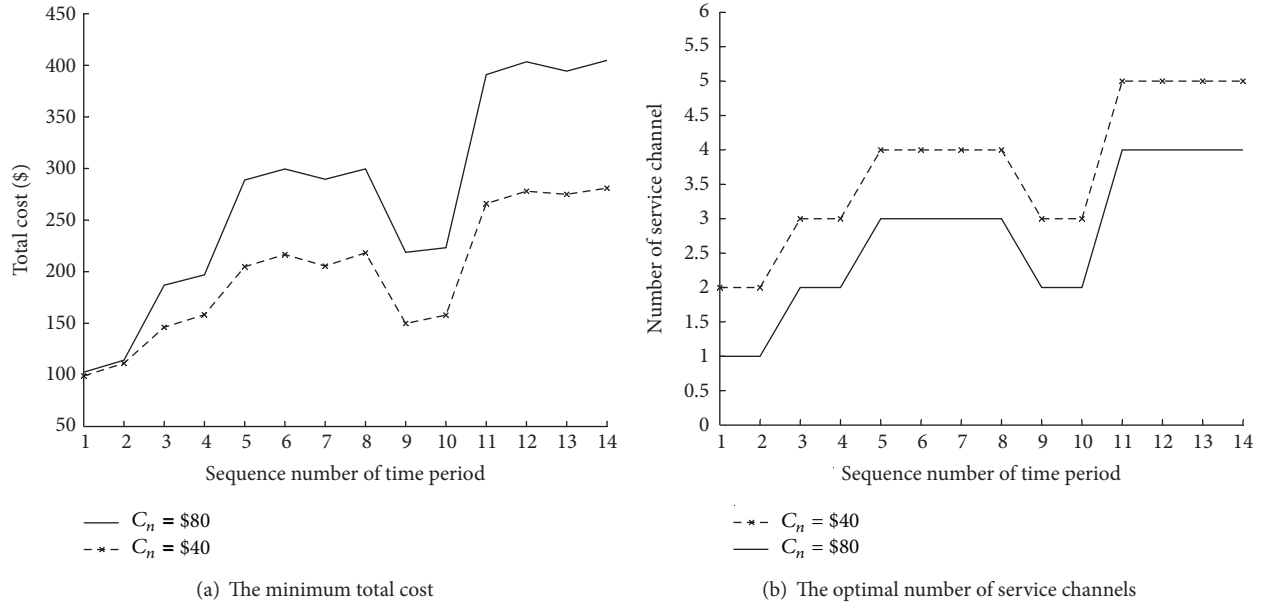 450
400
350
300
250
200
150
100
50
Total cost ($)
1 2 3 4 5 6 7 8 9 10 11 12 13 14
Sequence number of time period
C_n = $80
C_n = $40
(a) The minimum total cost
6
5.5
5
4.5
4
3.5
3
2.5
2
1.5
1
0.5
0
Number of service channel
1 2 3 4 5 6 7 8 9 10 11 12 13 14
Sequence number of time period
C_n = $40
C_n = $80
(b) The optimal number of service channels